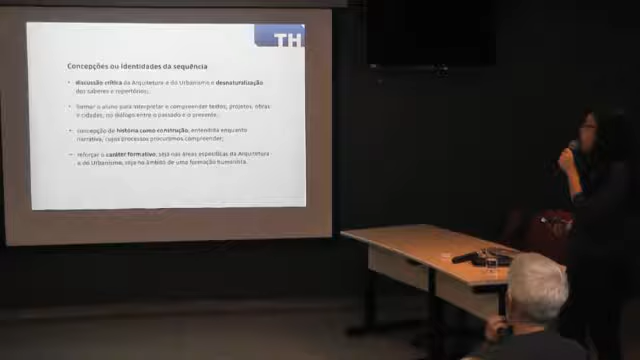 TH
Concepções ou identidades da sequência
• discussão crítica da Arquitetura e do Urbanismo e desnaturalização
dos saberes e repertórios;
• formar o aluno para interpretar e compreender textos, projetos, obras
e cidades, no diálogo entre o passado e o presente;
• concepção de história como construção, entendida enquanto
narrativa, cujos processos procuramos compreender;
• reforçar o caráter formativo, seja nas áreas específicas da Arquitetura
e do Urbanismo, seja no âmbito de uma formação humanista.